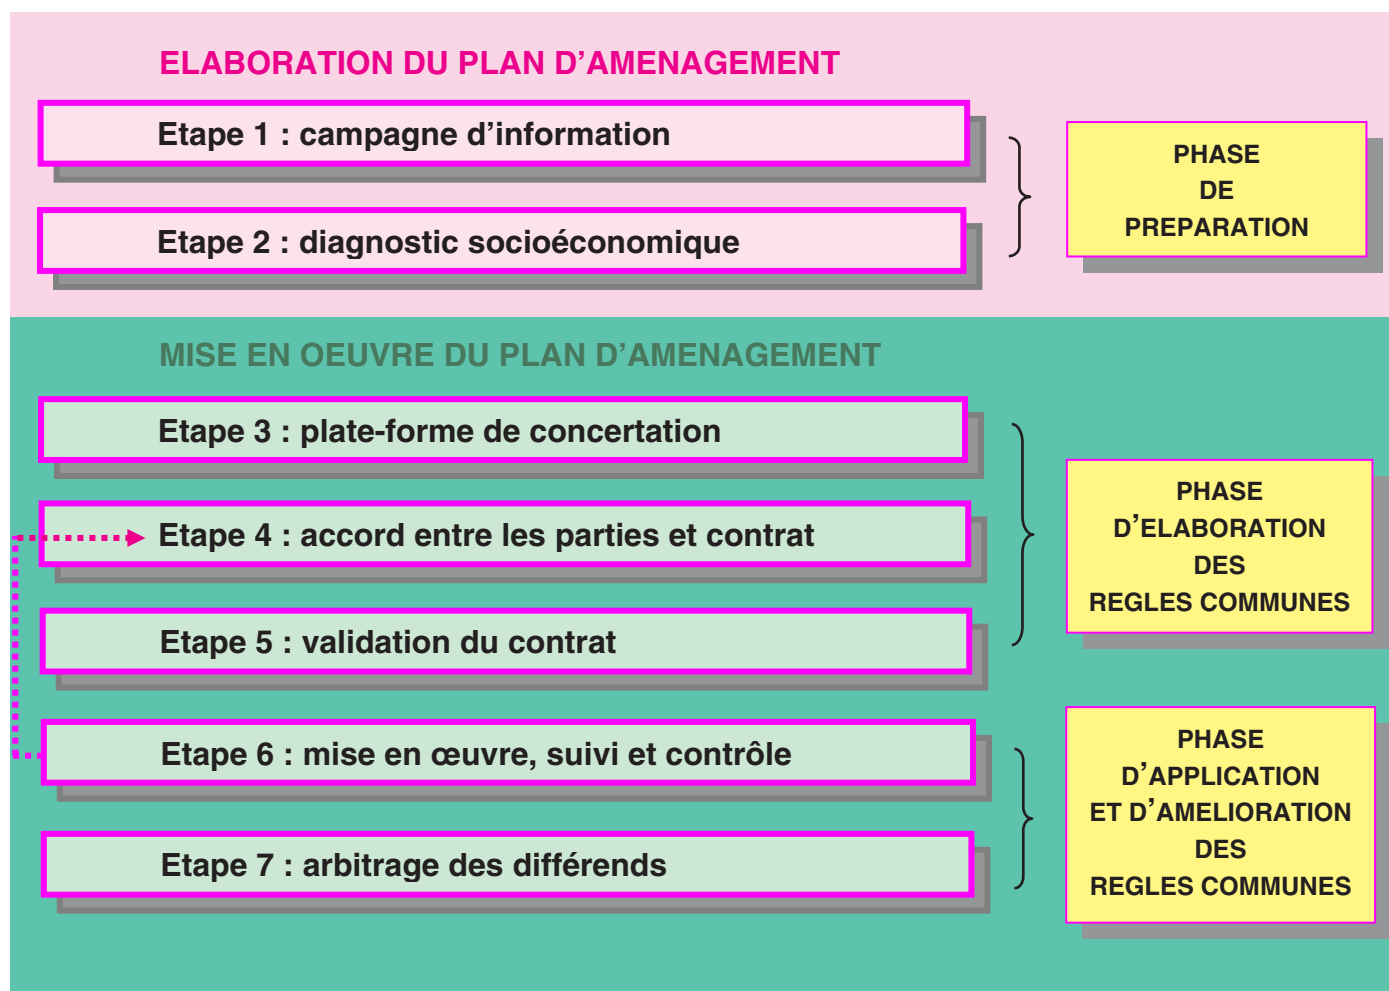 ELABORATION DU PLAN D’AMENAGEMENT
Etape 1 : campagne d’information
Etape 2 : diagnostic socioéconomique
PHASE
DE
PREPARATION
MISE EN OEUVRE DU PLAN D’AMENAGEMENT
Etape 3 : plate-forme de concertation
Etape 4 : accord entre les parties et contrat
Etape 5 : validation du contrat
PHASE
D’ELABORATION
DES
REGLES COMMUNES
Etape 6 : mise en œuvre, suivi et contrôle
Etape 7 : arbitrage des différends
PHASE
D’APPLICATION
ET D’AMELIORATION
DES
REGLES COMMUNES